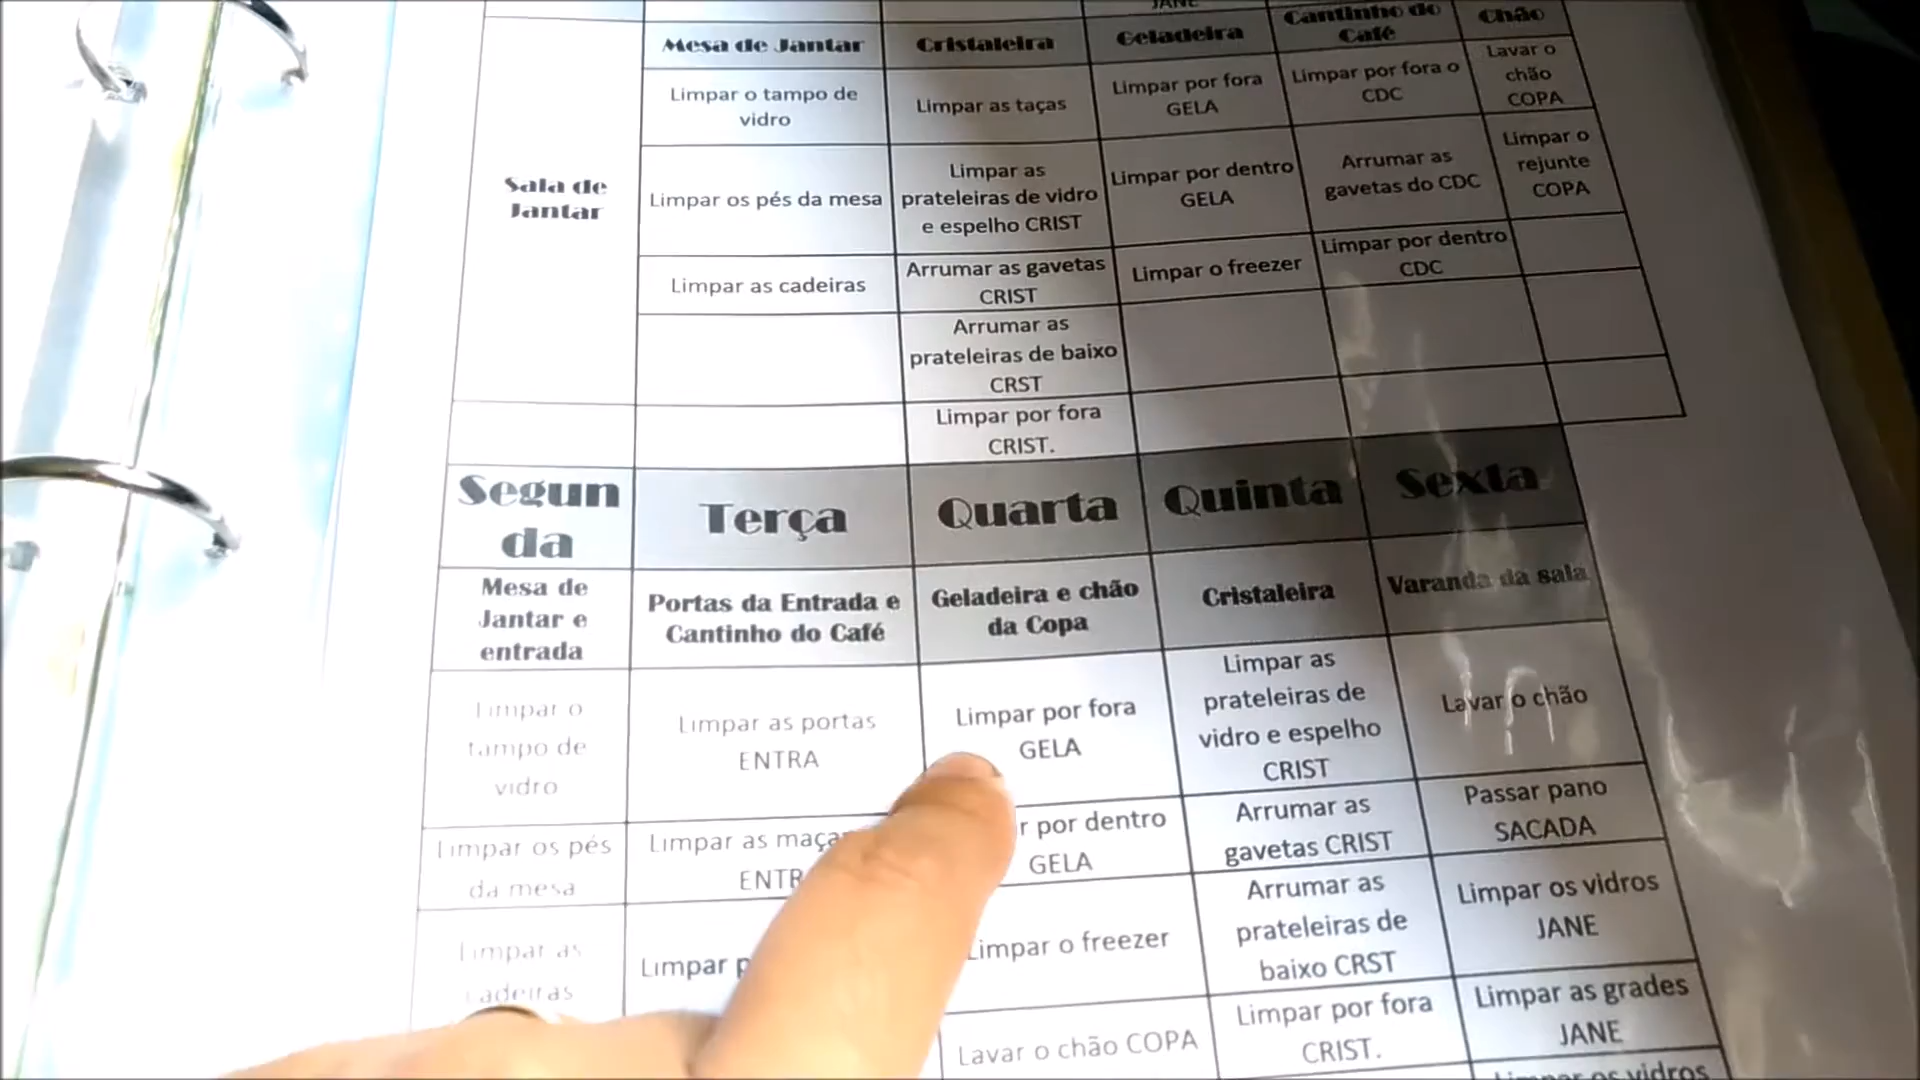 JANE
Mesa de Jantar
Cristaleira
Geladeira
Cantinho do
Café
Chão
Limpar o tampo de
vidro
Limpar as taças
Limpar por fora
GELA
Limpar por fora o
CDC
Lavar o
chão
COPA
Sala de
Jantar
Limpar os pés da mesa
Limpar as
prateleiras de vidro
e espelho CRIST
Limpar por dentro
GELA
Arrumar as
gavetas do CDC
Limpar o
rejunte
COPA
Limpar as cadeiras
Arrumar as gavetas
CRIST
Limpar o freezer
Limpar por dentro
CDC
Arrumar as
prateleiras de baixo
CRST
Limpar por fora
CRIST.
Segun
da
Terça
Quarta
Quinta
Sexta
Mesa de
Jantar e
entrada
Portas da Entrada e
Cantinho do Café
Geladeira e chão
da Copa
Cristaleira
Varanda da sala
Limpar o
tampo de
vidro
Limpar as portas
ENTRA
Limpar por fora
GELA
Limpar as
prateleiras de
vidro e espelho
CRIST
Lavar o chão
Limpar os pés
da mesa
Limpar as
por dentro
GELA
Arrumar as
gavetas CRIST
Passar pano
SACADA
Limpar as
cadeiras
Limpar
Limpar o freezer
Arrumar as
prateleiras de
baixo CRST
Limpar os vidros
JANE
Lavar o chão COPA
Limpar por fora
CRIST.
Limpar as grades
JANE
Limpar os vidros